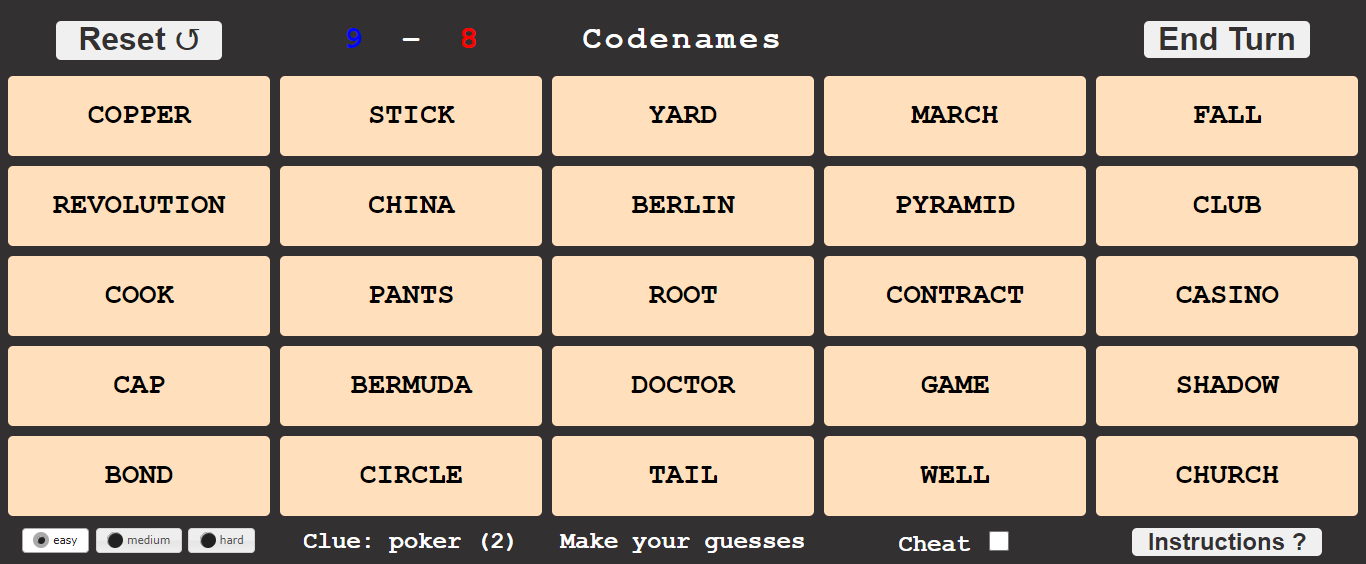 Reset ↺ 9 - 8 Codenames End Turn
COPPER STICK YARD MARCH FALL
REVOLUTION CHINA BERLIN PYRAMID CLUB
COOK PANTS ROOT CONTRACT CASINO
CAP BERMUDA DOCTOR GAME SHADOW
BOND CIRCLE TAIL WELL CHURCH
easy medium hard Clue: poker (2) Make your guesses Cheat Instructions ?